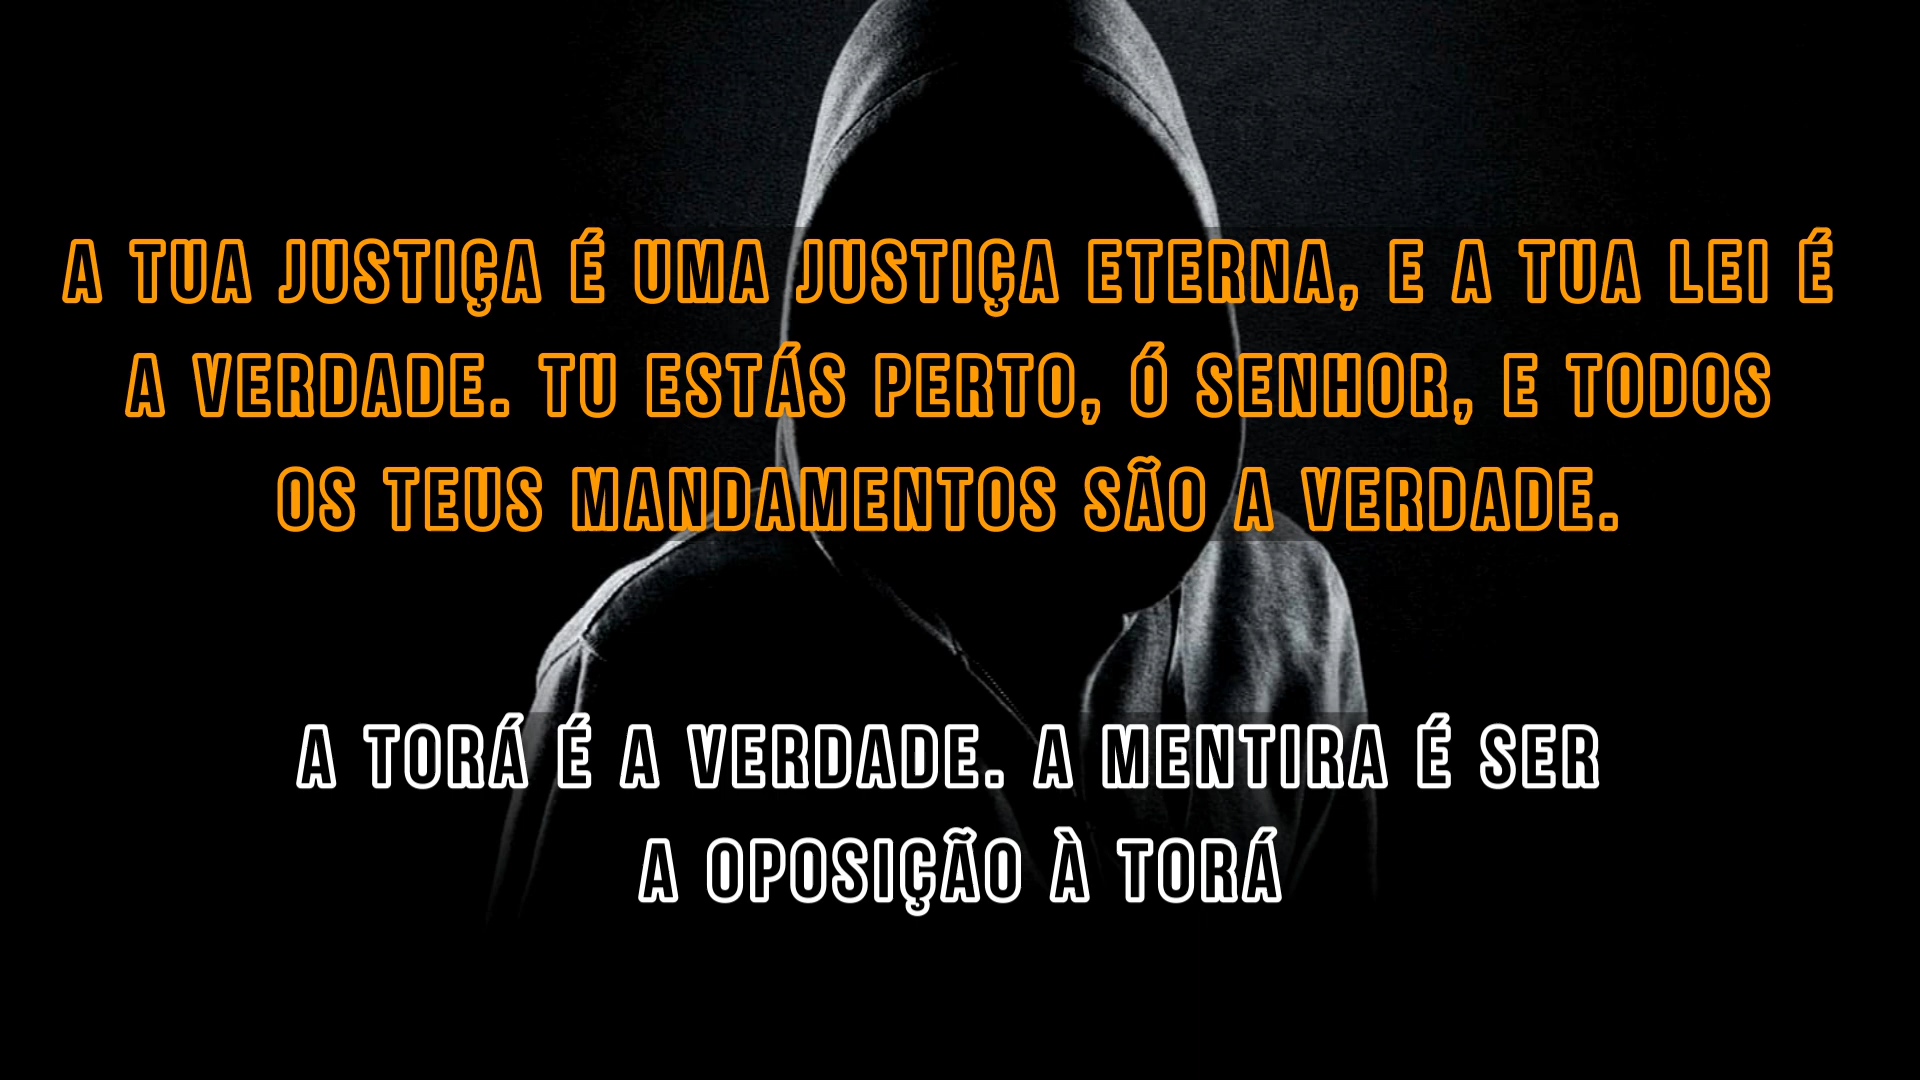 A TUA JUSTIÇA É UMA JUSTIÇA ETERNA, E A TUA LEI É
A VERDADE. TU ESTÁS PERTO, Ó SENHOR, E TODOS
OS TEUS MANDAMENTOS SÃO A VERDADE.
A TORÁ É A VERDADE. A MENTIRA É SER
A OPOSIÇÃO À TORÁ